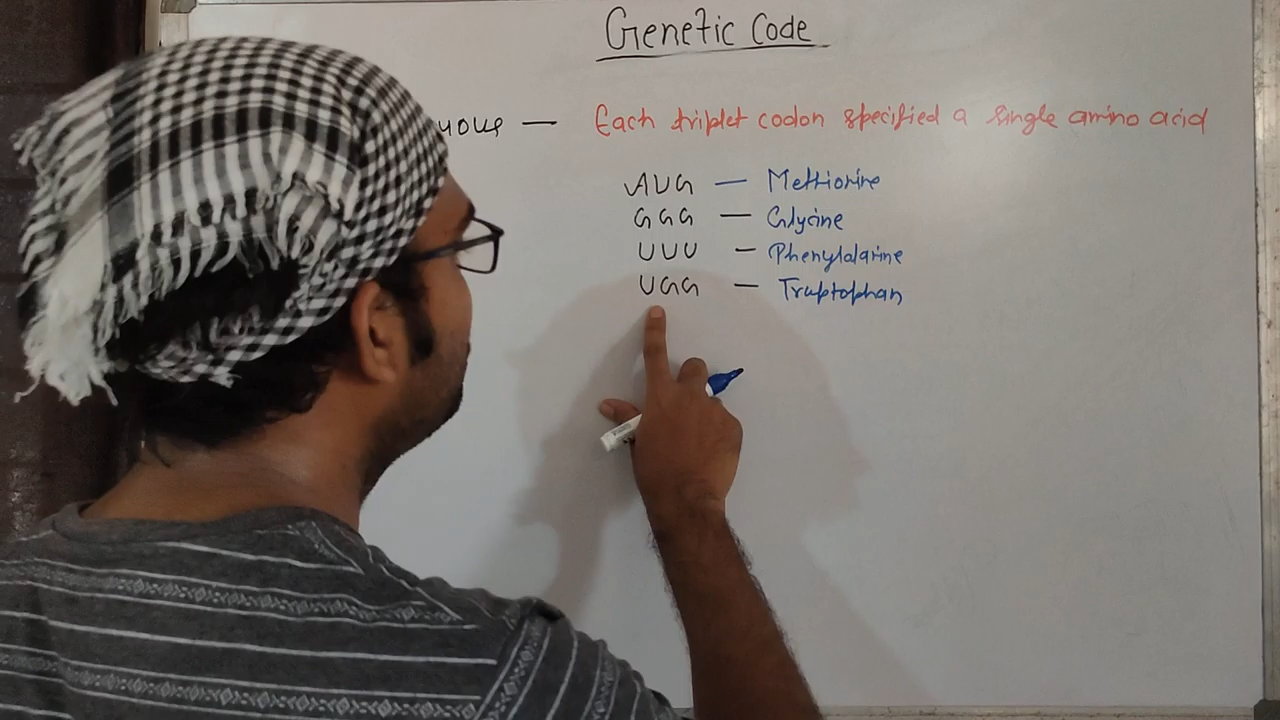 Genetic Code
uous — Each triplet codon specified a single amino acid
AUG — Methionine
GGG — Glycine
UUU — Phenylalanine
UGG — Tryptophan